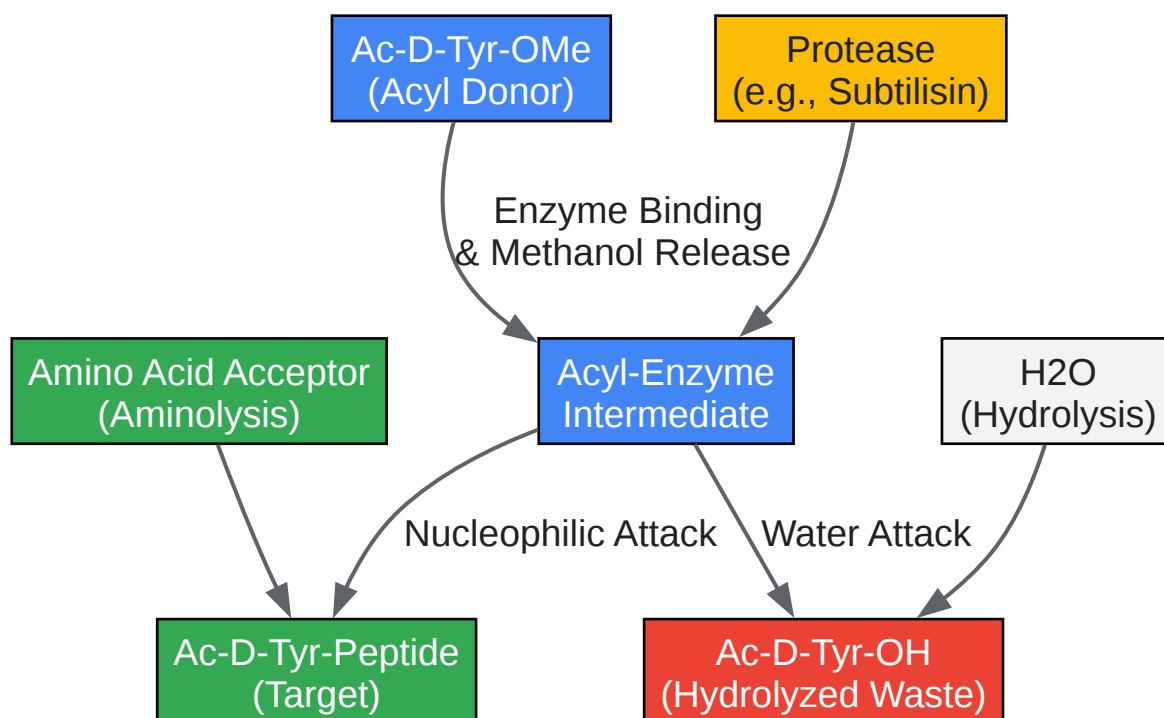 Ac-D-Tyr-OMe
(Acyl Donor)
Protease
(e.g., Subtilisin)
Enzyme Binding
& Methanol Release
Amino Acid Acceptor
(Aminolysis)
Acyl-Enzyme
Intermediate
H2O
(Hydrolysis)
Nucleophilic Attack
Water Attack
Ac-D-Tyr-Peptide
(Target)
Ac-D-Tyr-OH
(Hydrolyzed Waste)